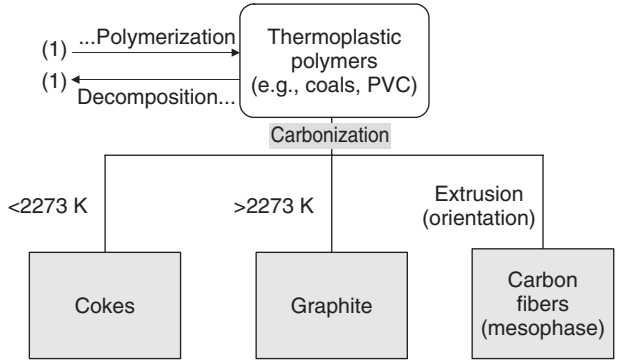 (1) ...Polymerization
(1)
Decomposition...
Thermoplastic
polymers
(e.g., coals, PVC)
Carbonization
<2273 K
>2273 K
Extrusion
(orientation)
Cokes
Graphite
Carbon
fibers
(mesophase)